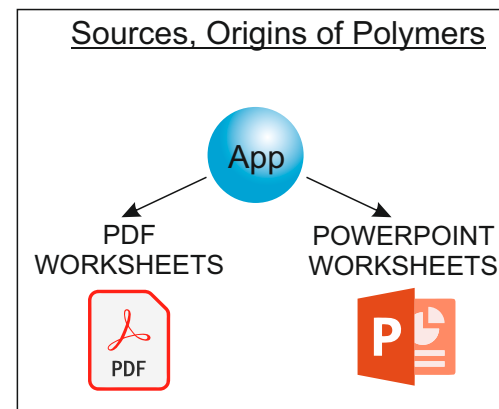 Sources, Origins of Polymers
App
PDF
WORKSHEETS
POWERPOINT
WORKSHEETS
PDF
P